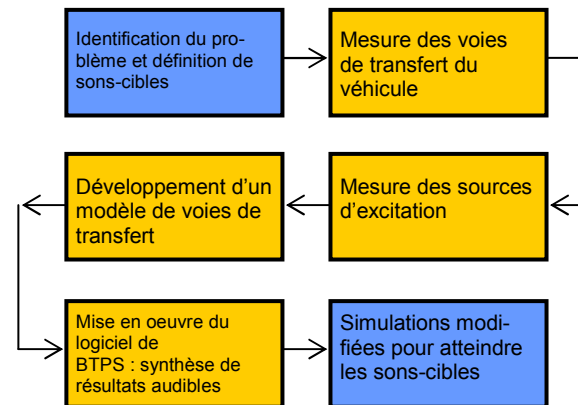 Identification du pro-
blème et définition de
sons-cibles
Mesure des voies
de transfert du
véhicule
Mesure des sources
d'excitation
Développement d'un
modèle de voies de
transfert
Mise en oeuvre du
logiciel de
BTPS : synthèse de
résultats audibles
Simulations modi-
fiées pour atteindre
les sons-cibles